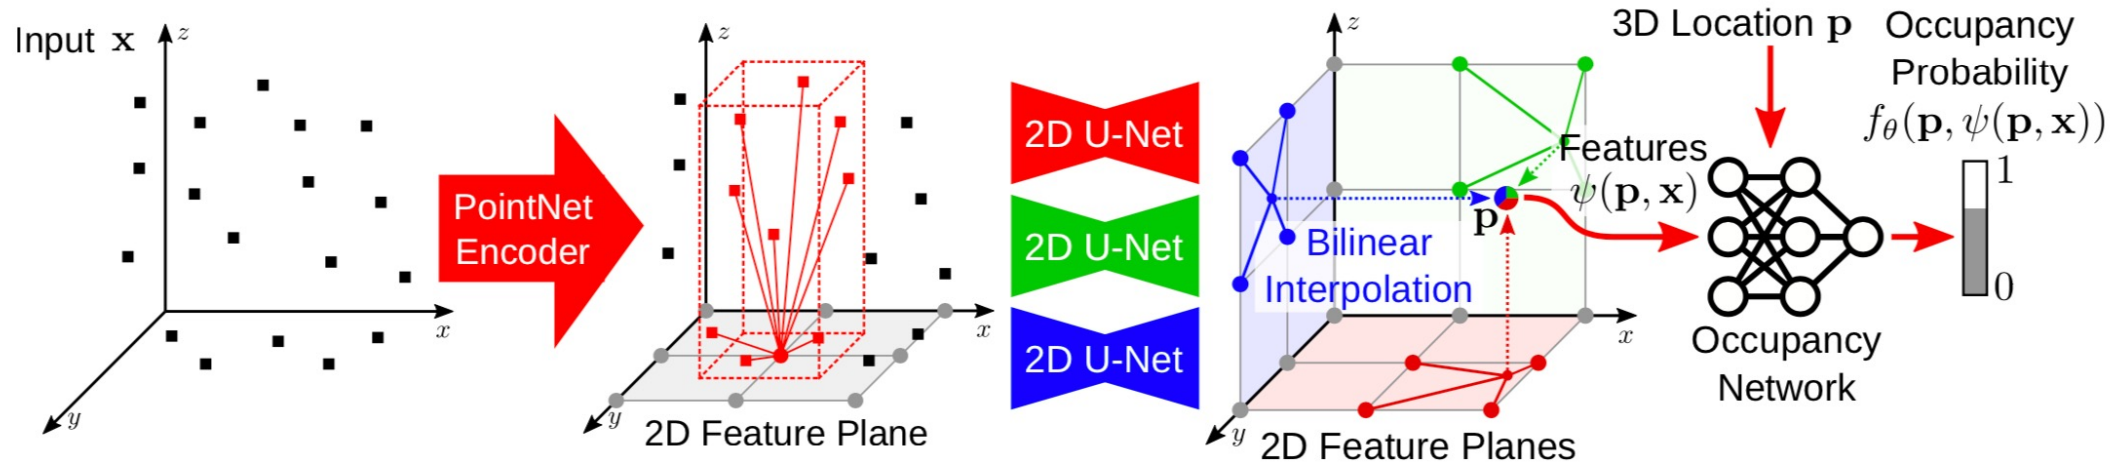 Input x
z
x
y
PointNet
Encoder
z
x
y
2D Feature Plane
2D U-Net
2D U-Net
2D U-Net
z
x
y
p
Bilinear
Interpolation
2D Feature Planes
Features
ψ(p, x)
3D Location p
Occupancy
Network
Occupancy
Probability
f_θ(p, ψ(p, x))
1
0